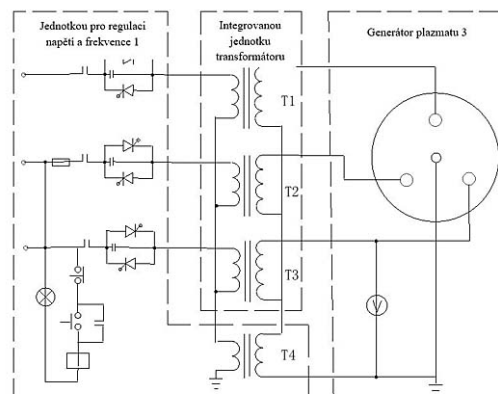 Jednotkou pro regulaci
napětí a frekvence 1
Integrovanou
jednotku
transformátoru
Generátor plazmatu 3
T1
T2
T3
V
T4